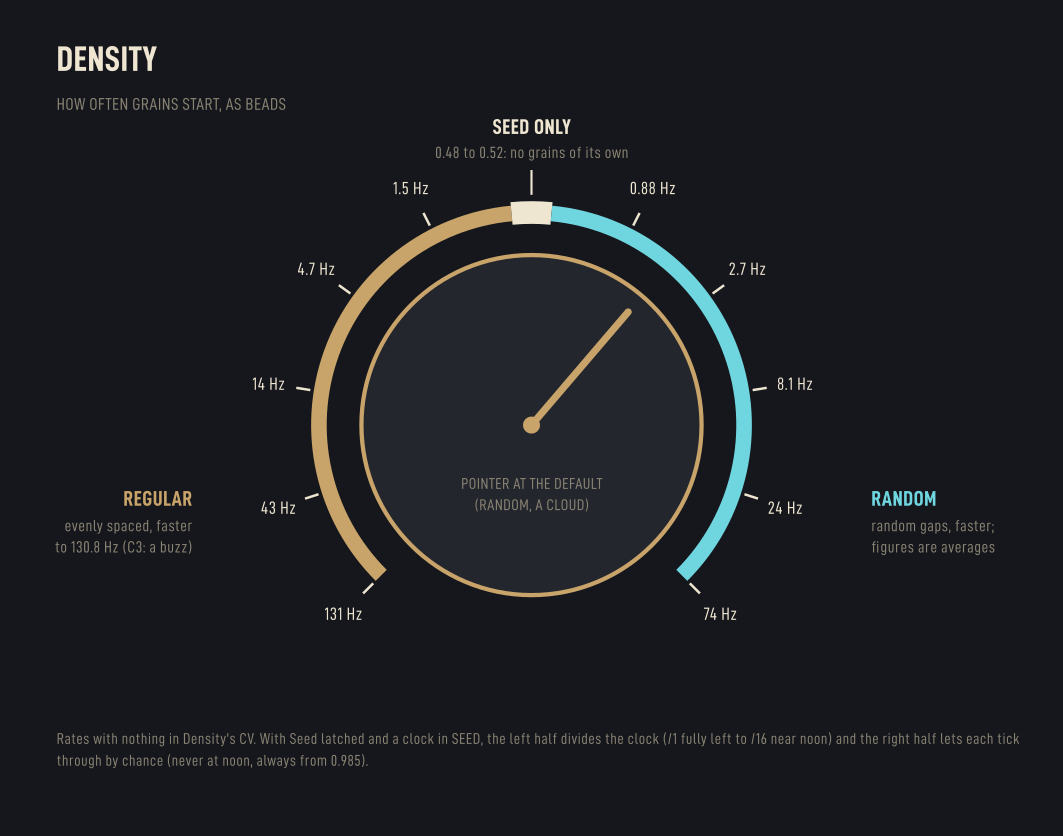 DENSITY
HOW OFTEN GRAINS START, AS BEADS
SEED ONLY
0.48 to 0.52: no grains of its own
1.5 Hz
0.88 Hz
4.7 Hz
2.7 Hz
14 Hz
8.1 Hz
POINTER AT THE DEFAULT
(RANDOM, A CLOUD)
REGULAR
evenly spaced, faster
to 130.8 Hz (C3: a buzz)
43 Hz
24 Hz
RANDOM
random gaps, faster;
figures are averages
131 Hz
74 Hz
Rates with nothing in Density's CV. With Seed latched and a clock in SEED, the left half divides the clock (/1 fully left to /16 near noon) and the right half lets each tick
through by chance (never at noon, always from 0.985).